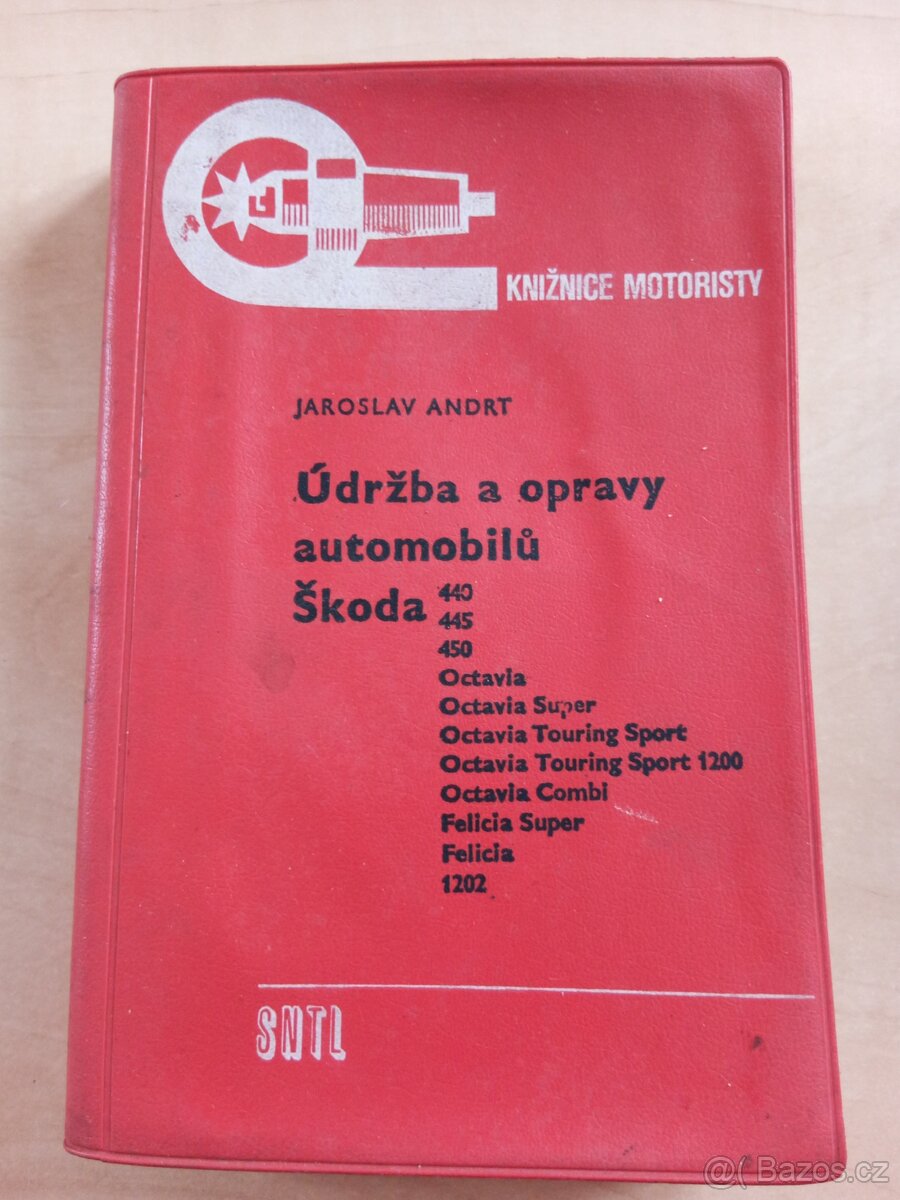 KNIŽNICE MOTORISTY
JAROSLAV ANDRT
Údržba a opravy
automobilů
Škoda 440
445
450
Octavia
Octavia Super
Octavia Touring Sport
Octavia Touring Sport 1200
Octavia Combi
Felicia Super
Felicia
1202
SNTL
@( Bazos.cz